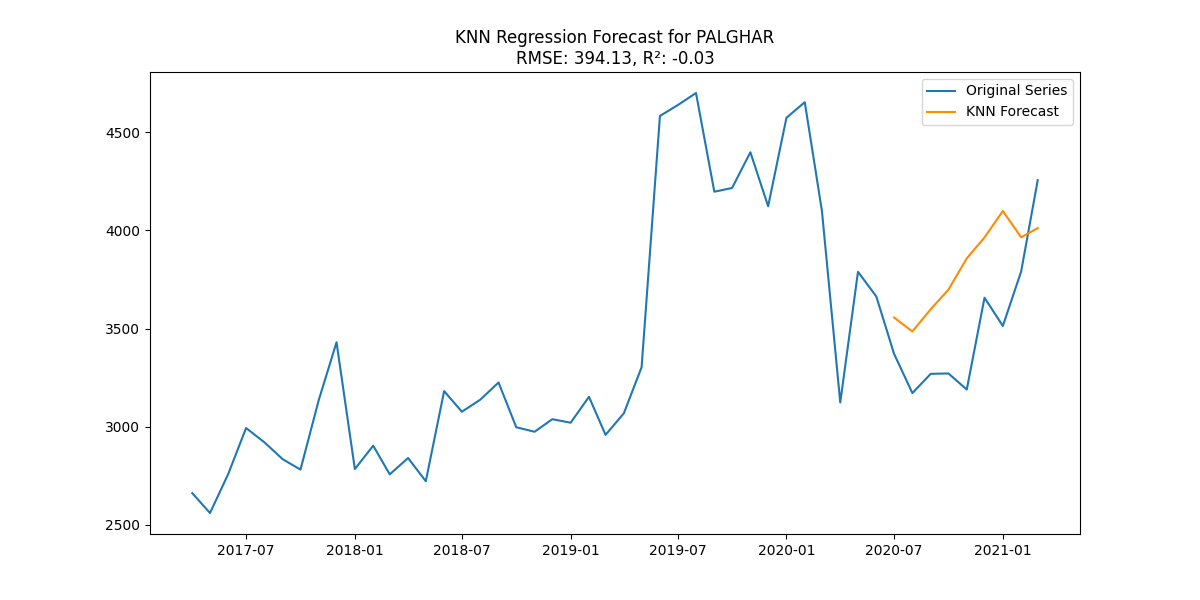 KNN Regression Forecast for PALGHAR
RMSE: 394.13, R²: -0.03
Original Series
KNN Forecast
4500
4000
3500
3000
2500
2017-07 2018-01 2018-07 2019-01 2019-07 2020-01 2020-07 2021-01